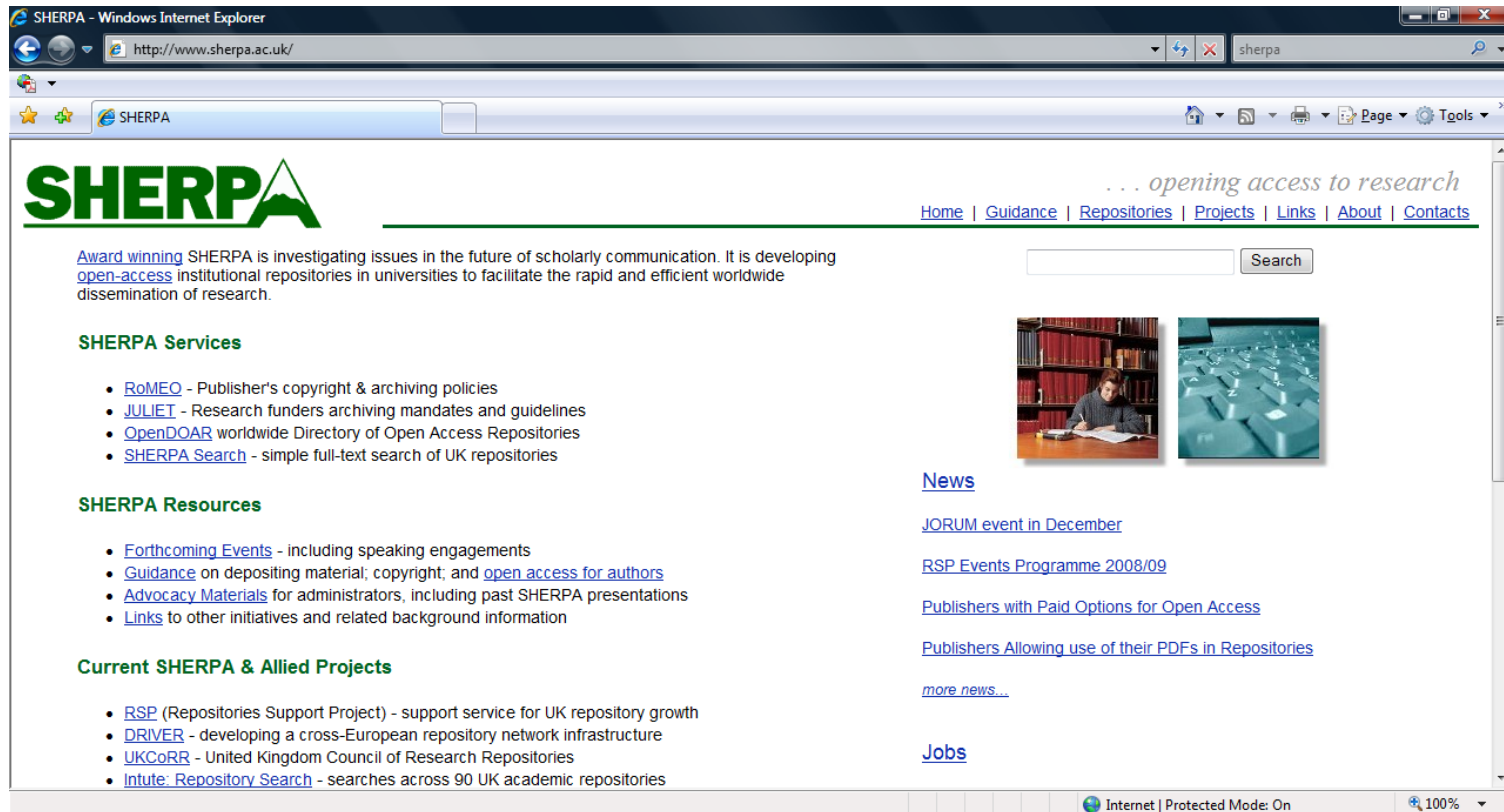 SHERPA - Windows Internet Explorer
http://www.sherpa.ac.uk/
sherpa
SHERPA
Page
Tools
SHERPA
. . . opening access to research
Home | Guidance | Repositories | Projects | Links | About | Contacts
Award winning SHERPA is investigating issues in the future of scholarly communication. It is developing
open-access institutional repositories in universities to facilitate the rapid and efficient worldwide
dissemination of research.
SHERPA Services
• RoMEO - Publisher's copyright & archiving policies
• JULIET - Research funders archiving mandates and guidelines
• OpenDOAR worldwide Directory of Open Access Repositories
• SHERPA Search - simple full-text search of UK repositories
SHERPA Resources
• Forthcoming Events - including speaking engagements
• Guidance on depositing material; copyright; and open access for authors
• Advocacy Materials for administrators, including past SHERPA presentations
• Links to other initiatives and related background information
Current SHERPA & Allied Projects
• RSP (Repositories Support Project) - support service for UK repository growth
• DRIVER - developing a cross-European repository network infrastructure
• UKCoRR - United Kingdom Council of Research Repositories
• Intute: Repository Search - searches across 90 UK academic repositories
Search
News
JORUM event in December
RSP Events Programme 2008/09
Publishers with Paid Options for Open Access
Publishers Allowing use of their PDFs in Repositories
more news...
Jobs
Internet | Protected Mode: On
100%